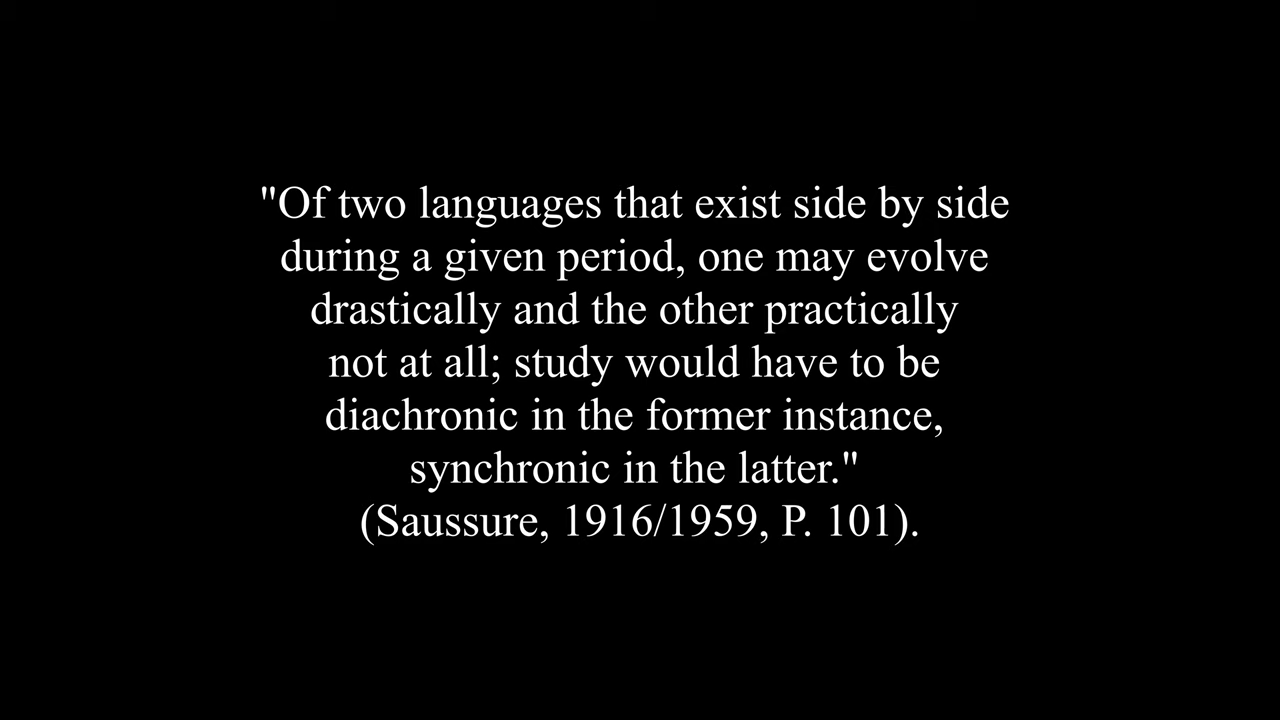 "Of two languages that exist side by side
during a given period, one may evolve
drastically and the other practically
not at all; study would have to be
diachronic in the former instance,
synchronic in the latter."
(Saussure, 1916/1959, P. 101).